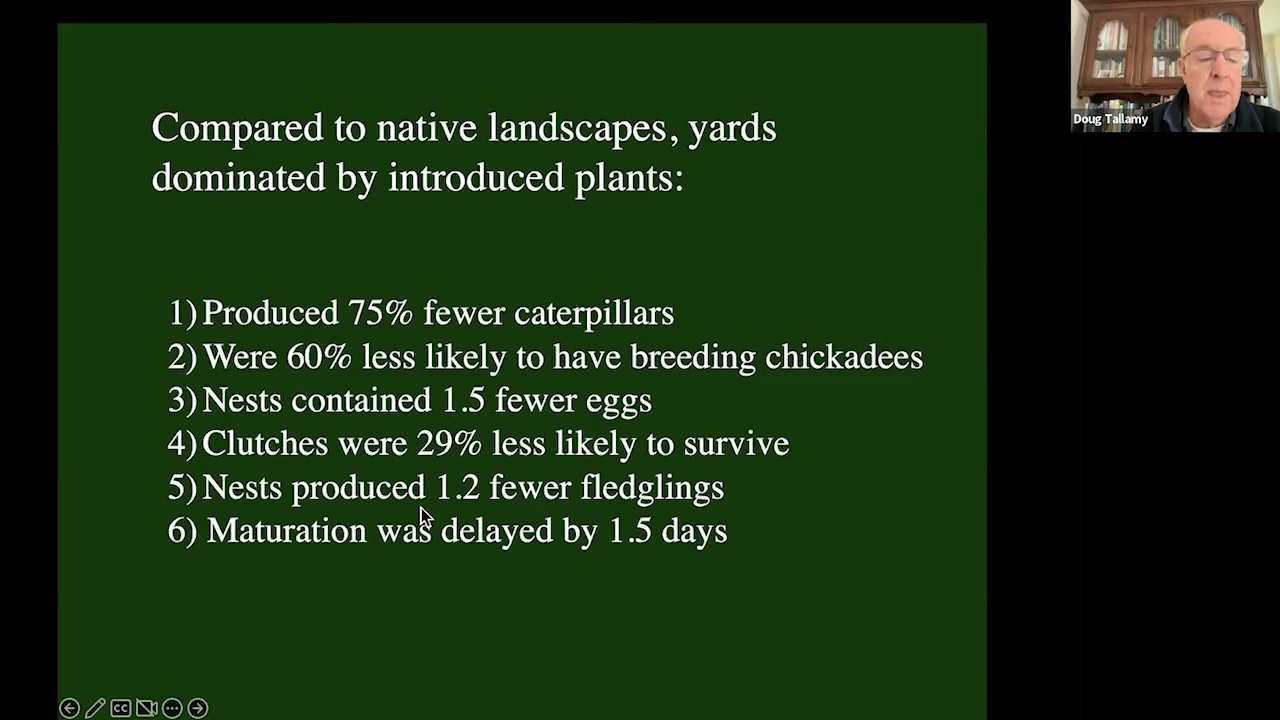 Compared to native landscapes, yards
dominated by introduced plants:
1) Produced 75% fewer caterpillars
2) Were 60% less likely to have breeding chickadees
3) Nests contained 1.5 fewer eggs
4) Clutches were 29% less likely to survive
5) Nests produced 1.2 fewer fledglings
6) Maturation was delayed by 1.5 days
Doug Tallamy
CC